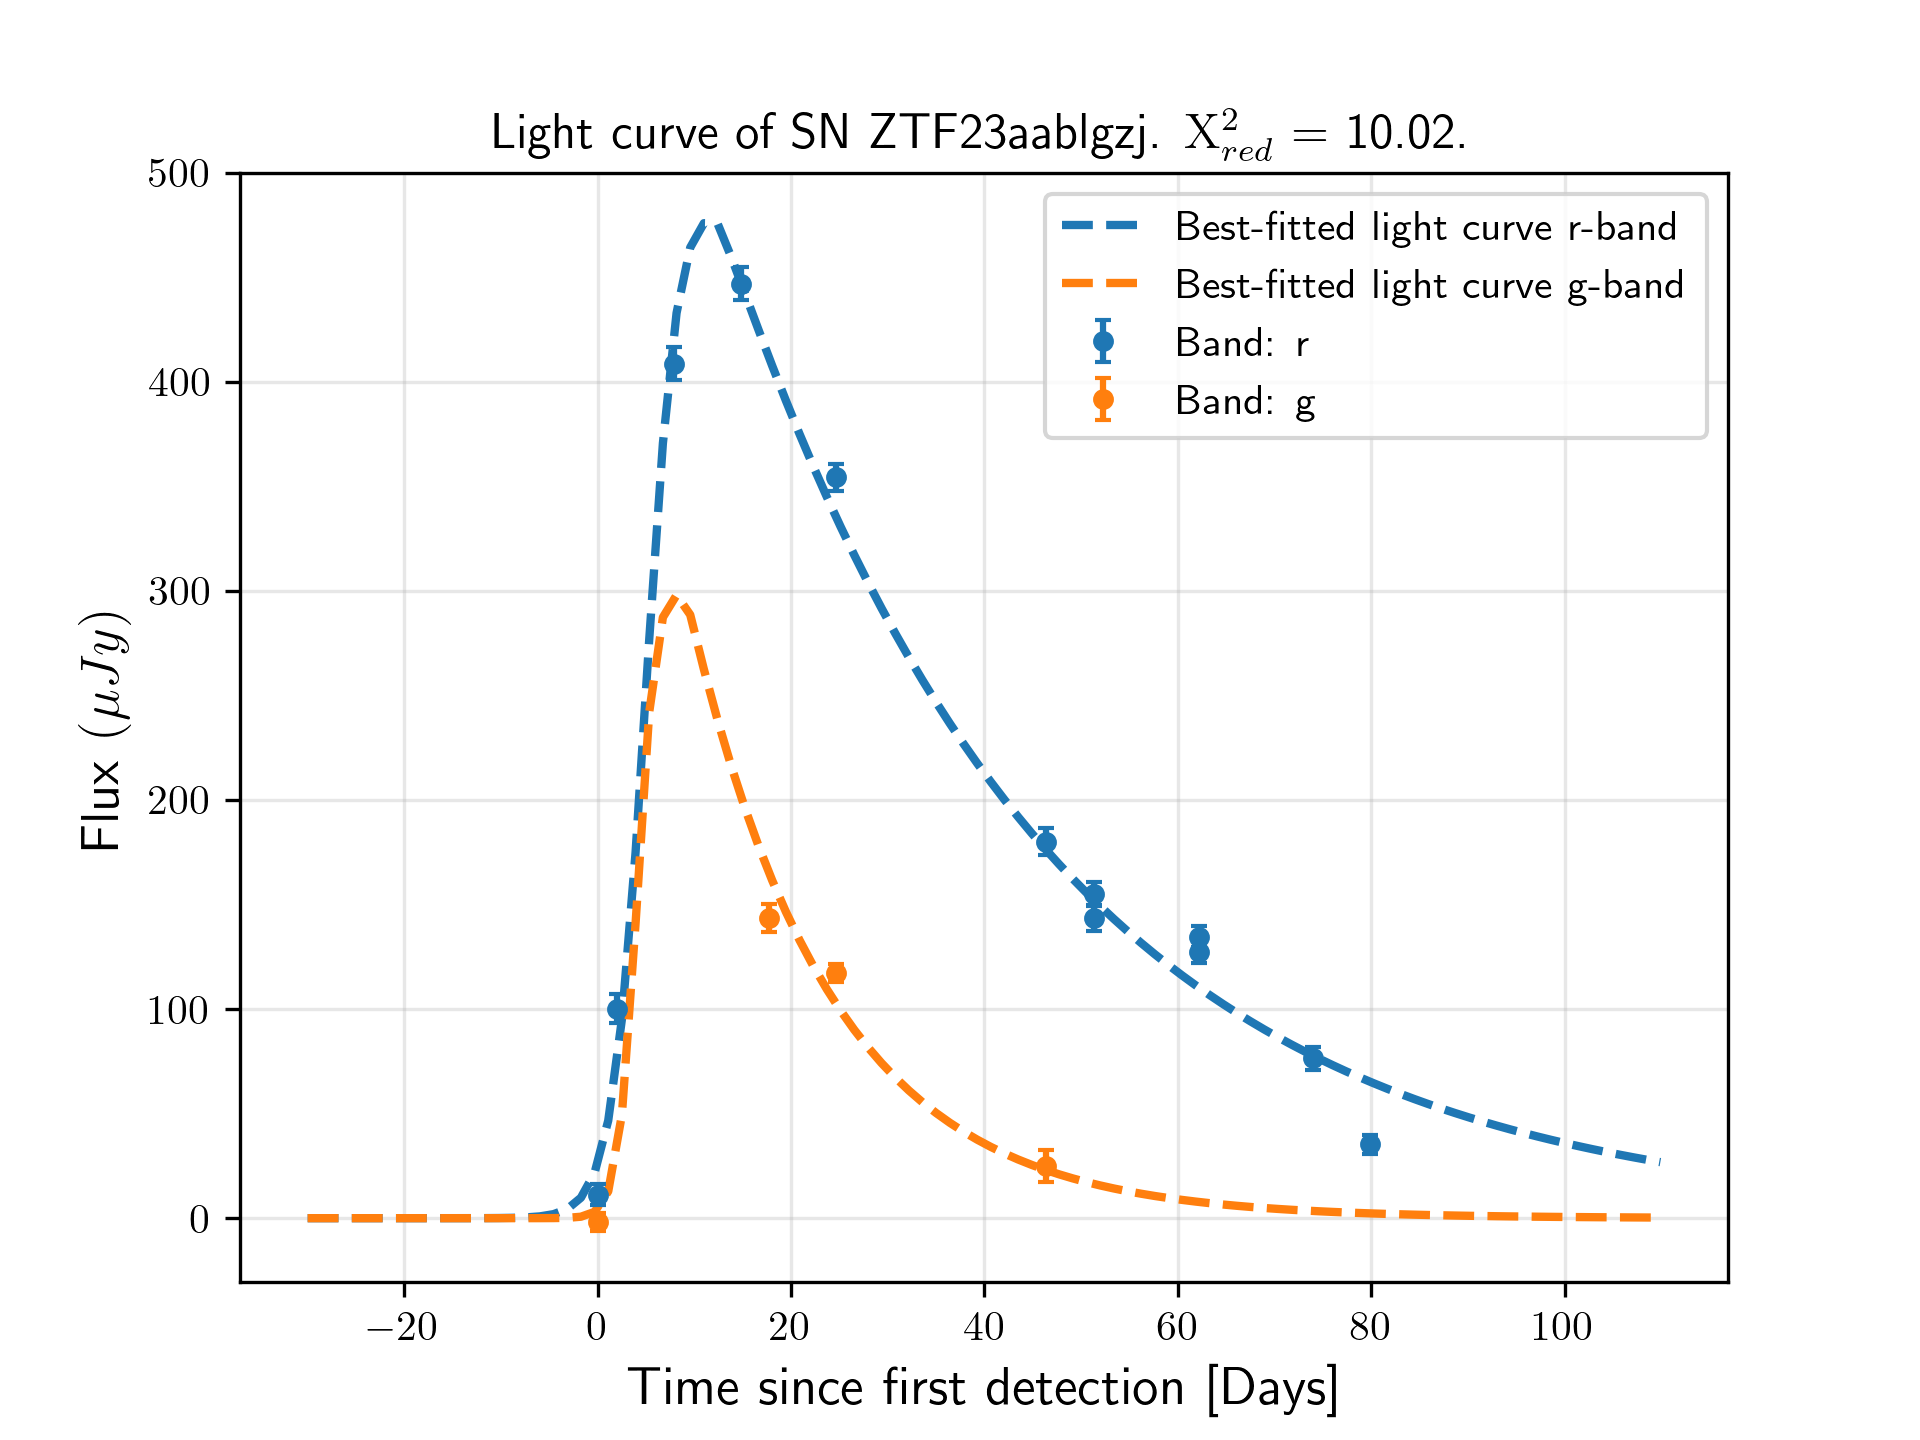 Light curve of SN ZTF23aablgzj. X²red = 10.02.
500
400
300
200
100
0
Flux (μJy)
−20 0 20 40 60 80 100
Time since first detection [Days]
Best-fitted light curve r-band
Best-fitted light curve g-band
Band: r
Band: g